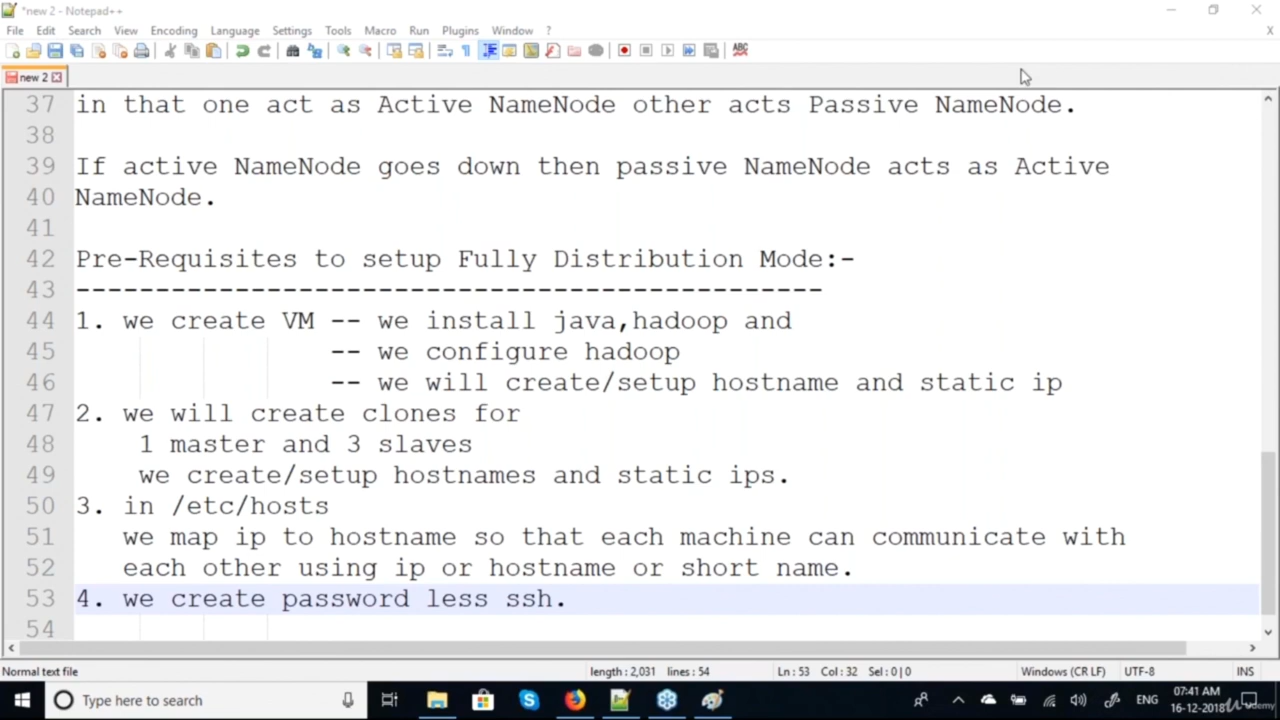 *new 2 - Notepad++
File Edit Search View Encoding Language Settings Tools Macro Run Plugins Window ? X
ABC
new 2
37 in that one act as Active NameNode other acts Passive NameNode.
38
39 If active NameNode goes down then passive NameNode acts as Active
40 NameNode.
41
42 Pre-Requisites to setup Fully Distribution Mode:-
43 -----------------------------------------------
44 1. we create VM -- we install java,hadoop and
45 -- we configure hadoop
46 -- we will create/setup hostname and static ip
47 2. we will create clones for
48 1 master and 3 slaves
49 we create/setup hostnames and static ips.
50 3. in /etc/hosts
51 we map ip to hostname so that each machine can communicate with
52 each other using ip or hostname or short name.
53 4. we create password less ssh.
54
Normal text file length : 2,031 lines : 54 Ln : 53 Col : 32 Sel : 0 | 0 Windows (CR LF) UTF-8 INS
Type here to search ENG 07:41 AM
16-12-2018
Udemy